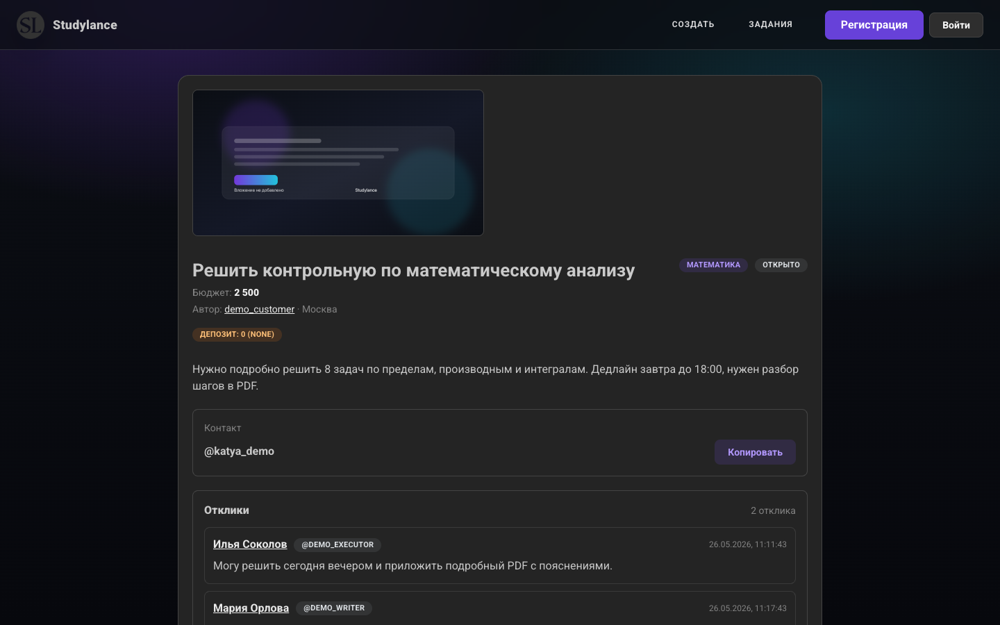 SL Studylance
СОЗДАТЬ
ЗАДАНИЯ
Регистрация
Войти
Вложение не добавлено
Studylance
Решить контрольную по математическому анализу
МАТЕМАТИКА
ОТКРЫТО
Бюджет: 2 500
Автор: demo_customer · Москва
ДЕПОЗИТ: 0 (NONE)
Нужно подробно решить 8 задач по пределам, производным и интегралам. Дедлайн завтра до 18:00, нужен разбор
шагов в PDF.
Контакт
@katya_demo
Копировать
Отклики
2 отклика
Илья Соколов @DEMO_EXECUTOR 26.05.2026, 11:11:43
Могу решить сегодня вечером и приложить подробный PDF с пояснениями.
Мария Орлова @DEMO_WRITER 26.05.2026, 11:17:43